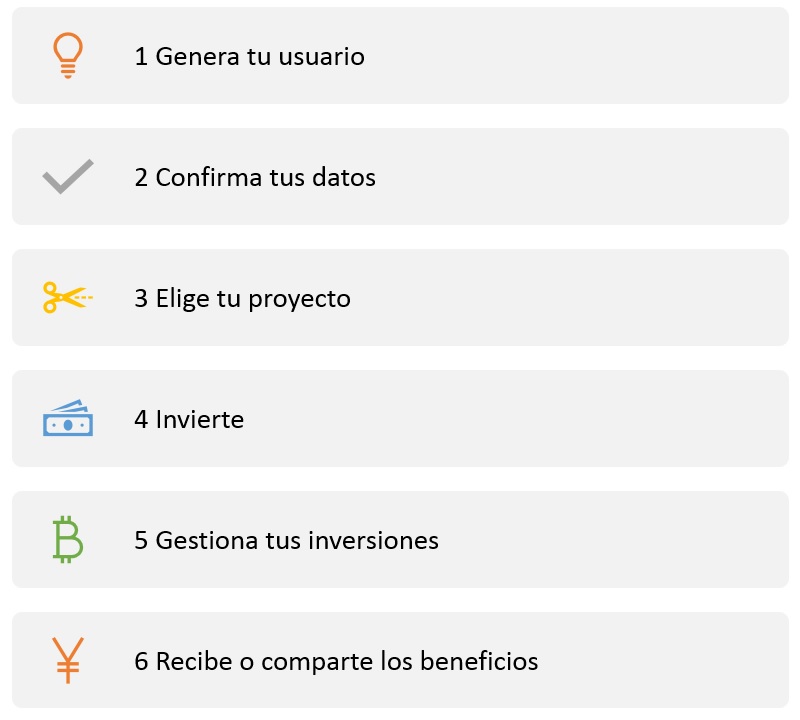 1 Genera tu usuario
2 Confirma tus datos
3 Elige tu proyecto
4 Invierte
5 Gestiona tus inversiones
6 Recibe o comparte los beneficios